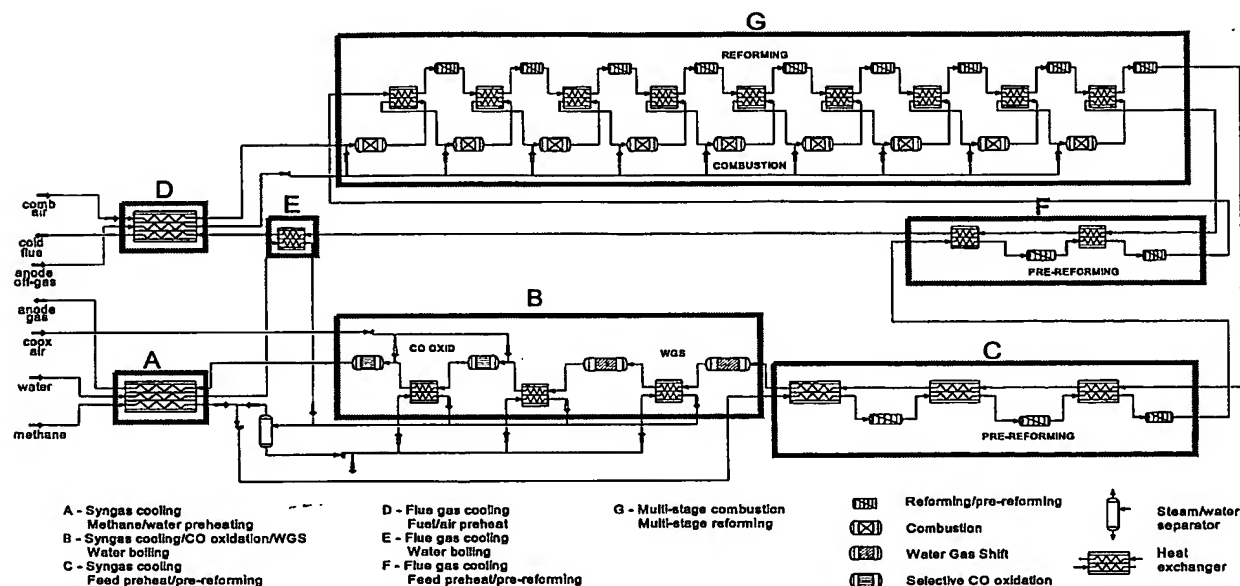 G
REFORMING
COMBUSTION
D
comb
air
cold
flue
anode
off-gas
E
F
PRE-REFORMING
anode
gas
coox
air
A
water
methane
B
CO OXID
WGS
C
PRE-REFORMING
A - Syngas cooling
Methane/water preheating
B - Syngas cooling/CO oxidation/WGS
Water boiling
C - Syngas cooling
Feed preheat/pre-reforming
D - Flue gas cooling
Fuel/air preheat
E - Flue gas cooling
Water boiling
F - Flue gas cooling
Feed preheat/pre-reforming
G - Multi-stage combustion
Multi-stage reforming
Reforming/pre-reforming
Combustion
Water Gas Shift
Selective CO oxidation
Steam/water
separator
Heat
exchanger